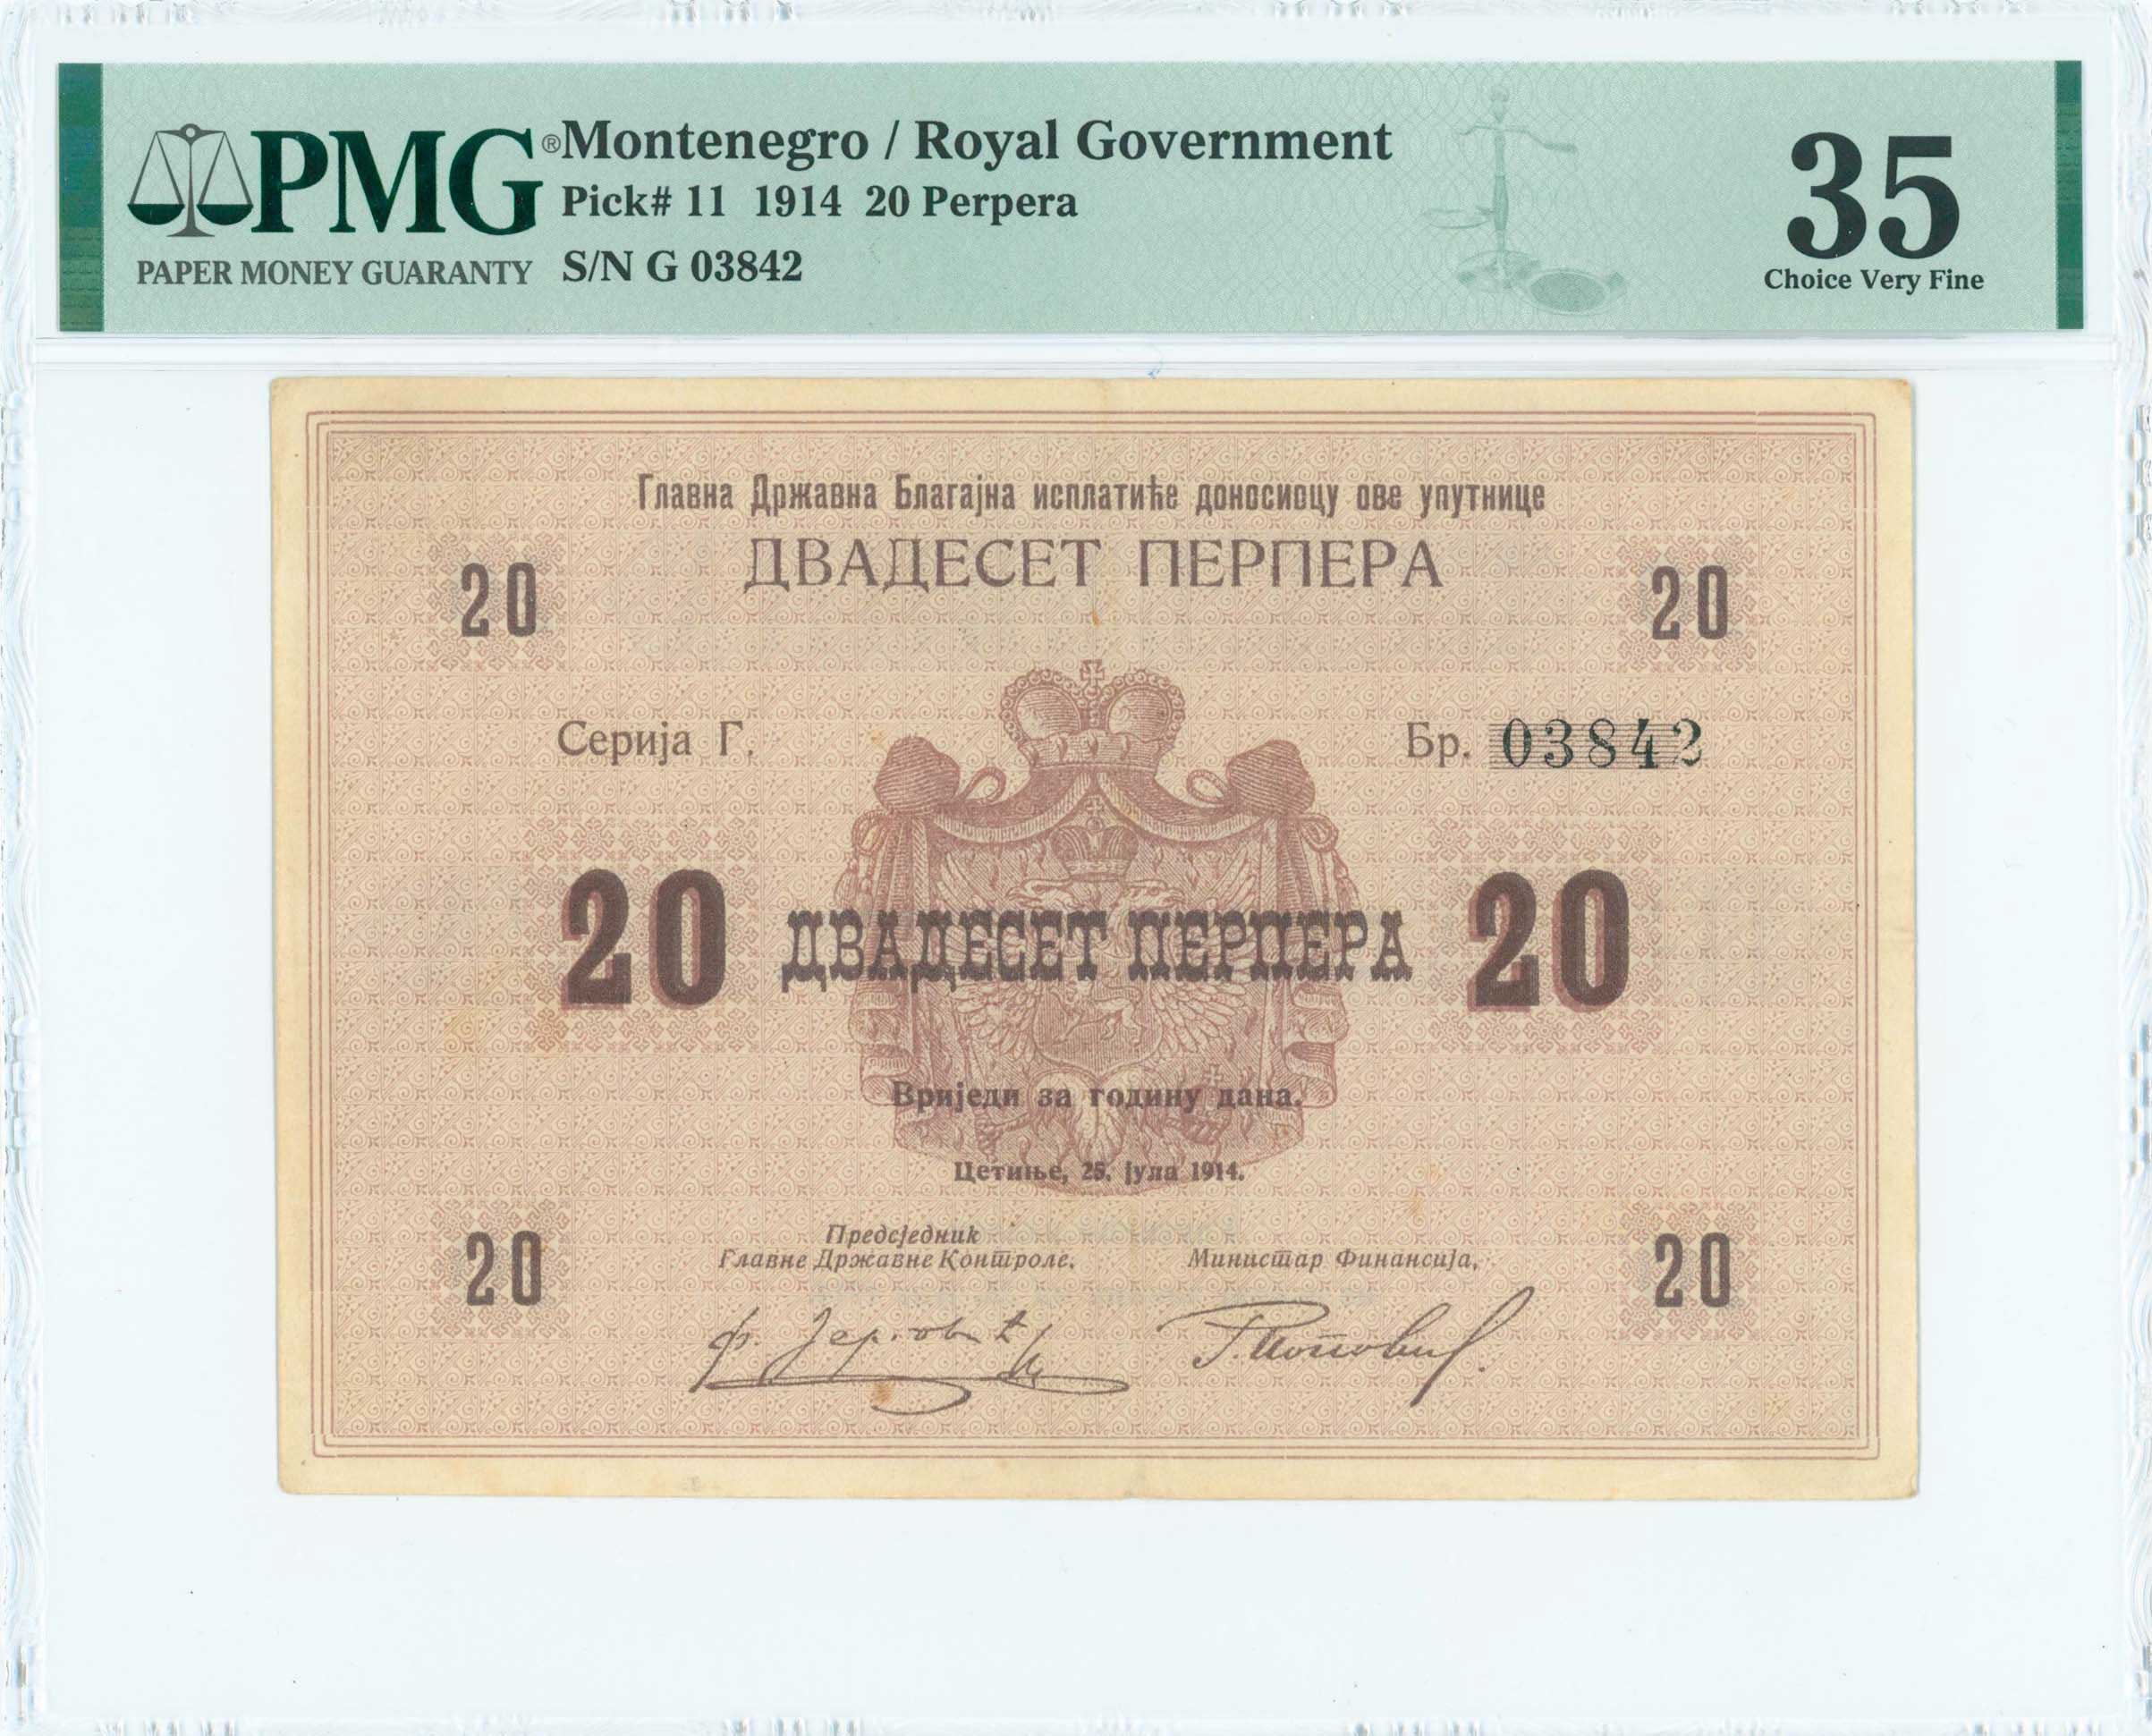 PMG® Montenegro / Royal Government
Pick# 11 1914 20 Perpera
PAPER MONEY GUARANTY S/N G 03842
35
Choice Very Fine
Главна Државна Благајна исплатиће доносиоцу ове упутнице
ДВАДЕСЕТ ПЕРПЕРА
20 20
Серија Г. Бр. 03842
20 ДВАДЕСЕТ ПЕРПЕРА 20
Вриједи за годину дана.
Цетиње, 25. јула 1914.
Предсједник
Главне Државне Контроле, Министар Финансија,
20 20
Г. Поповић.